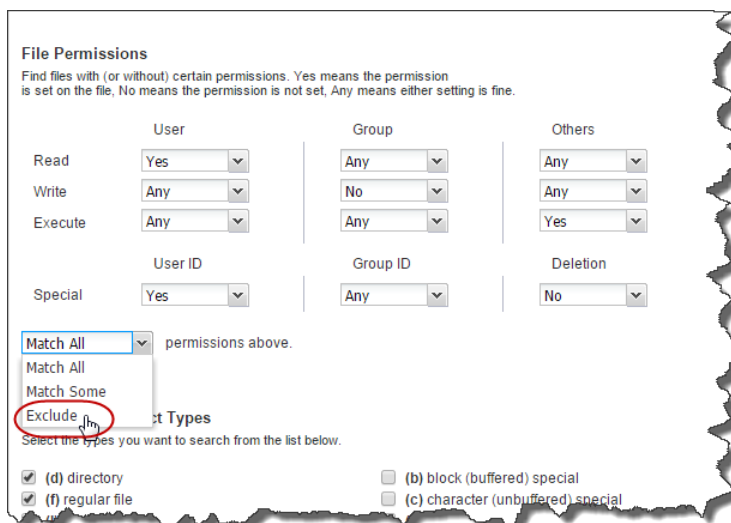 File Permissions
Find files with (or without) certain permissions. Yes means the permission
is set on the file, No means the permission is not set, Any means either setting is fine.
User Group Others
Read Yes Any Any
Write Any No Any
Execute Any Any Yes
User ID Group ID Deletion
Special Yes Any No
Match All permissions above.
Match All
Match Some
Exclude
ct Types
Select the types you want to search from the list below.
(d) directory (b) block (buffered) special
(f) regular file (c) character (unbuffered) special